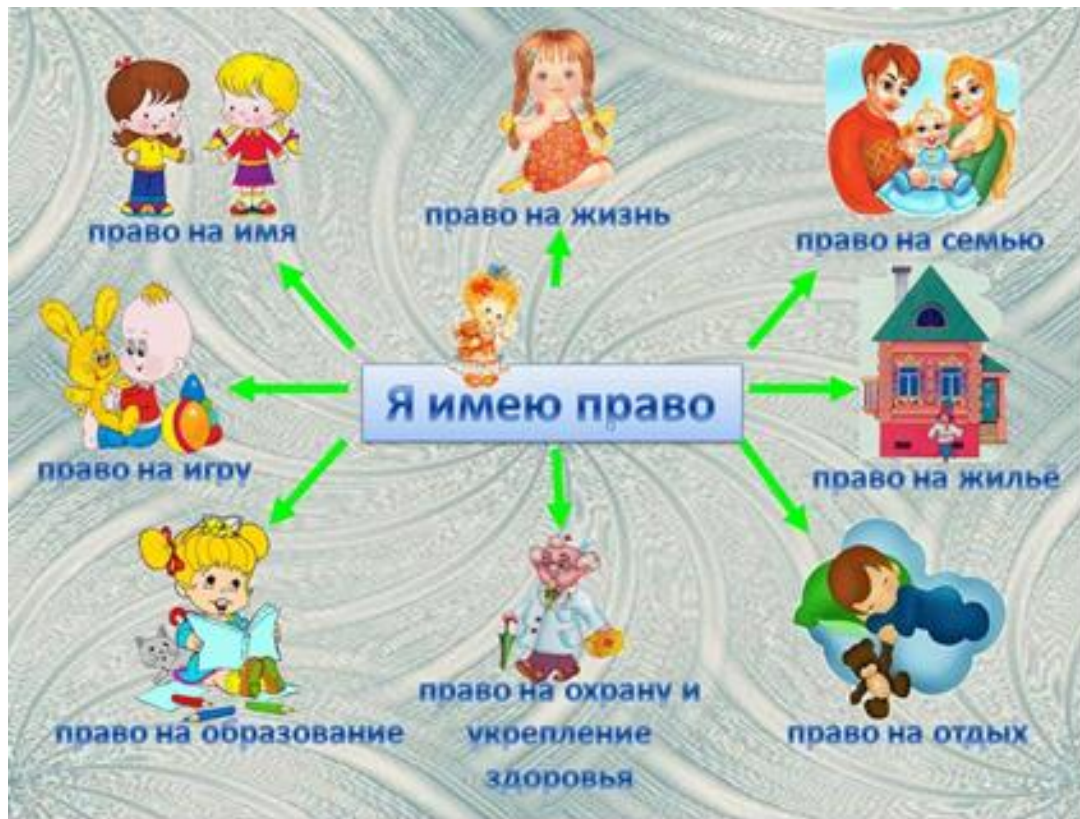 право на имя
право на жизнь
право на семью
Я имею право
право на игру
право на жильё
право на образование
право на охрану и
укрепление
здоровья
право на отдых